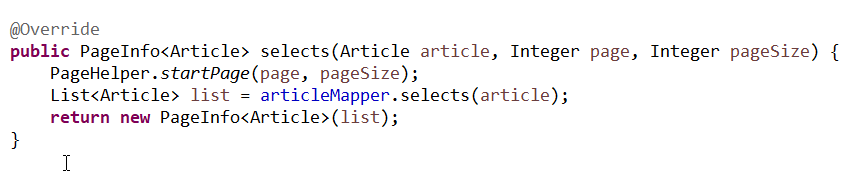 @Override
public PageInfo<Article> selects(Article article, Integer page, Integer pageSize) {
    PageHelper.startPage(page, pageSize);
    List<Article> list = articleMapper.selects(article);
    return new PageInfo<Article>(list);
}